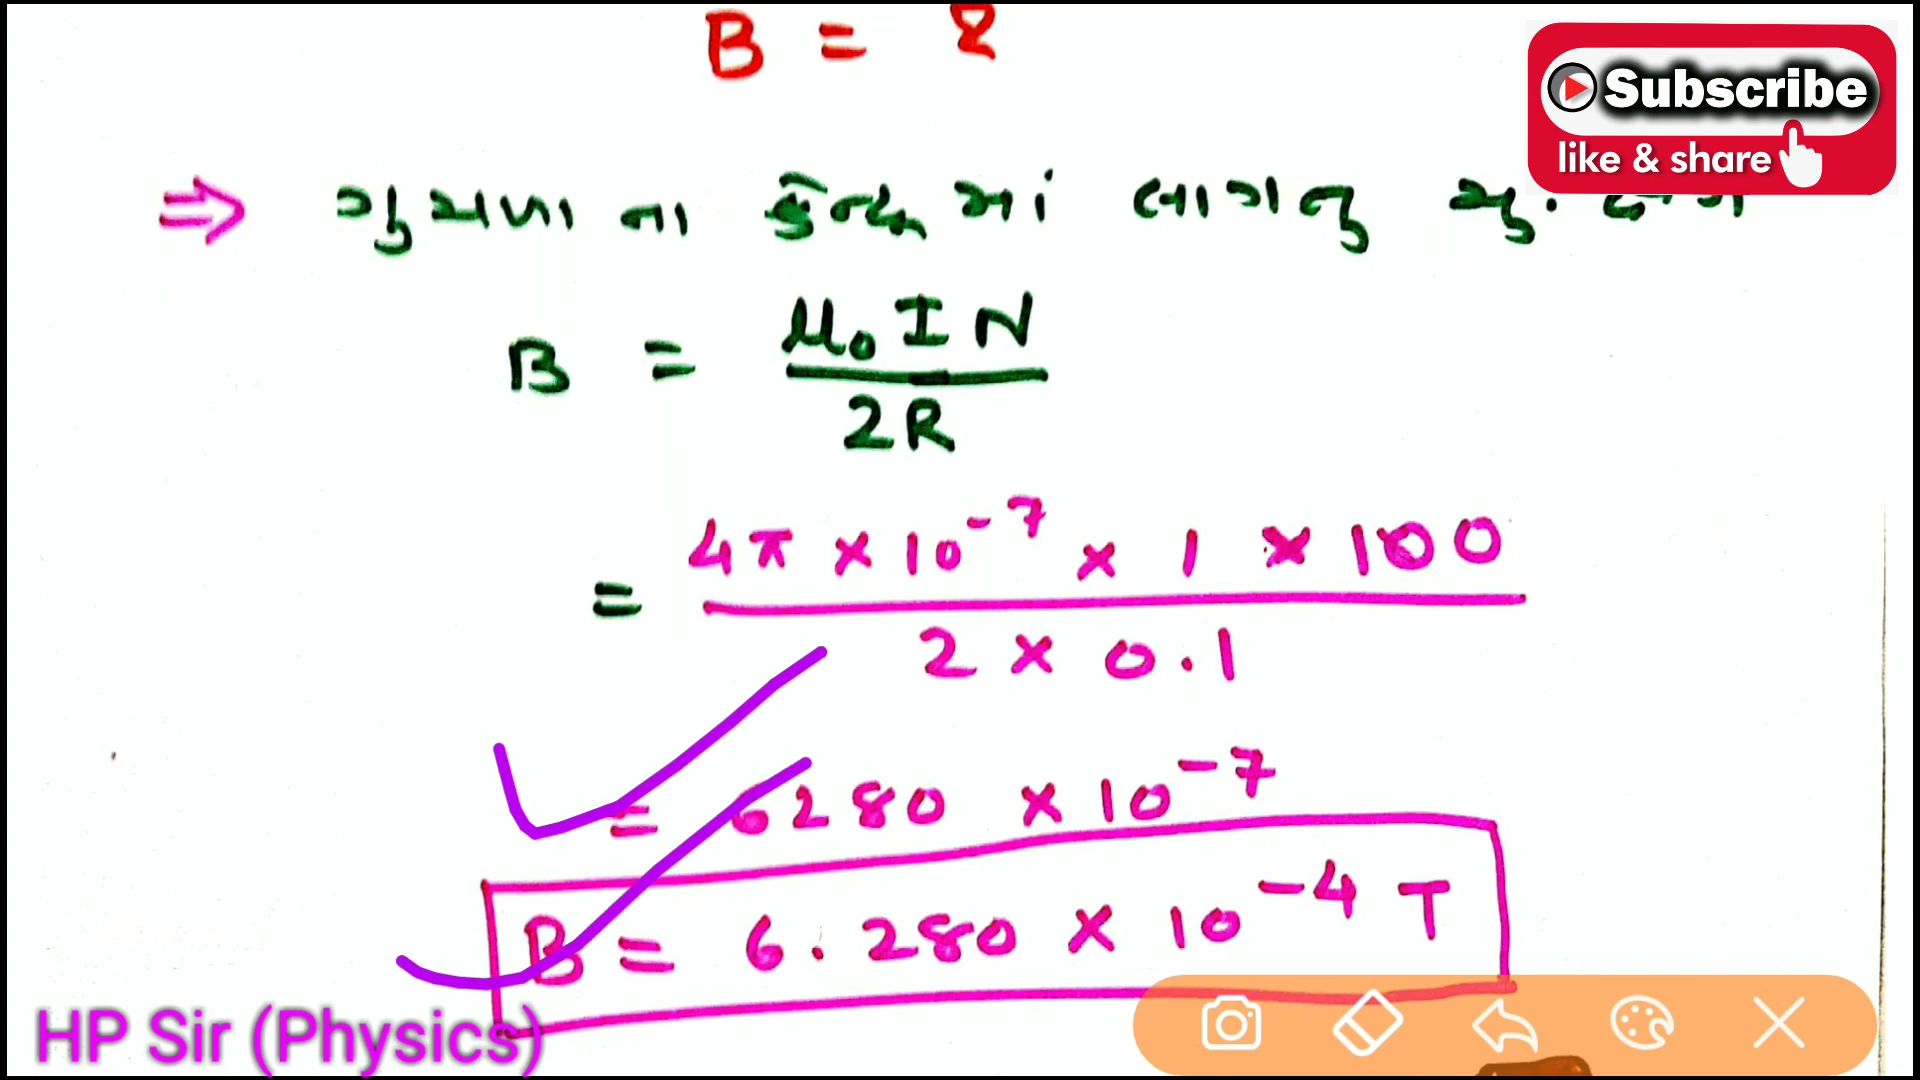 B = ?
Subscribe
like & share
⇒ ગુચળા ના કેન્દ્ર માં લાગતું ચું.
B = μ₀ I N / 2R
= 4π × 10⁻⁷ × 1 × 100 / 2 × 0.1
= 6280 × 10⁻⁷
B = 6.280 × 10⁻⁴ T
HP Sir (Physics)